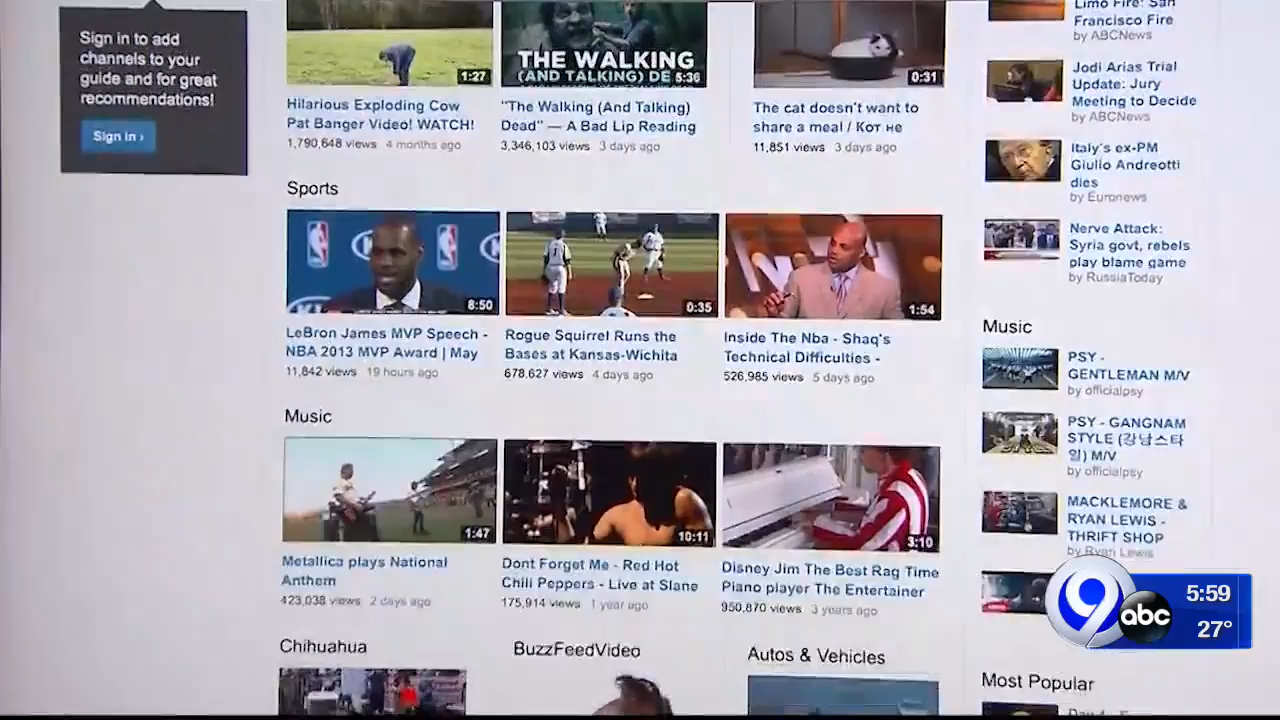 Sign in to add
channels to your
guide and for great
recommendations!
Sign in ›
1:27
Hilarious Exploding Cow
Pat Banger Video! WATCH!
1,790,648 views 4 months ago
THE WALKING
(AND TALKING) DE
5:36
"The Walking (And Talking)
Dead" — A Bad Lip Reading
3,346,103 views 3 days ago
0:31
The cat doesn't want to
share a meal / Кот не
11,851 views 3 days ago
Sports
8:50
LeBron James MVP Speech -
NBA 2013 MVP Award | May
11,842 views 19 hours ago
0:35
Rogue Squirrel Runs the
Bases at Kansas-Wichita
678,627 views 4 days ago
1:54
Inside The Nba - Shaq's
Technical Difficulties -
526,985 views 5 days ago
Music
1:47
Metallica plays National
Anthem
423,038 views 2 days ago
10:11
Dont Forget Me - Red Hot
Chili Peppers - Live at Slane
175,914 views 1 year ago
3:10
Disney Jim The Best Rag Time
Piano player The Entertainer
950,870 views 3 years ago
Chihuahua
BuzzFeedVideo
Autos & Vehicles
Limo Fire: San
Francisco Fire
by ABCNews
Jodi Arias Trial
Update: Jury
Meeting to Decide
by ABCNews
Italy's ex-PM
Giulio Andreotti
dies
by Euronews
Nerve Attack:
Syria govt, rebels
play blame game
by RussiaToday
Music
PSY -
GENTLEMAN M/V
by officialpsy
PSY - GANGNAM
STYLE (강남스타
일) M/V
by officialpsy
MACKLEMORE &
RYAN LEWIS -
THRIFT SHOP
by Ryan Lewis
Most Popular
9
abc
5:59
27°